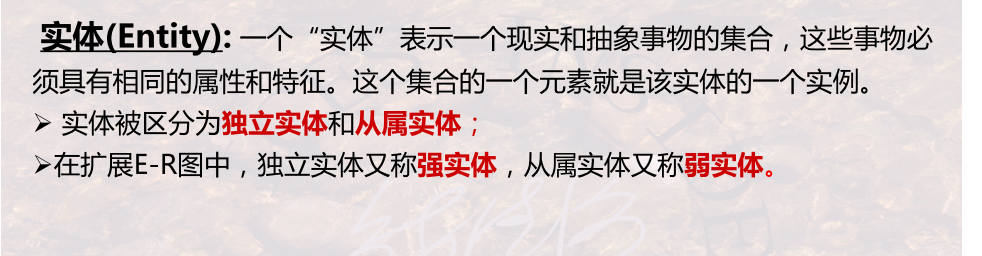 实体(Entity): 一个“实体”表示一个现实和抽象事物的集合，这些事物必
须具有相同的属性和特征。这个集合的一个元素就是该实体的一个实例。
➢ 实体被区分为独立实体和从属实体；
➢在扩展E-R图中，独立实体又称强实体，从属实体又称弱实体。